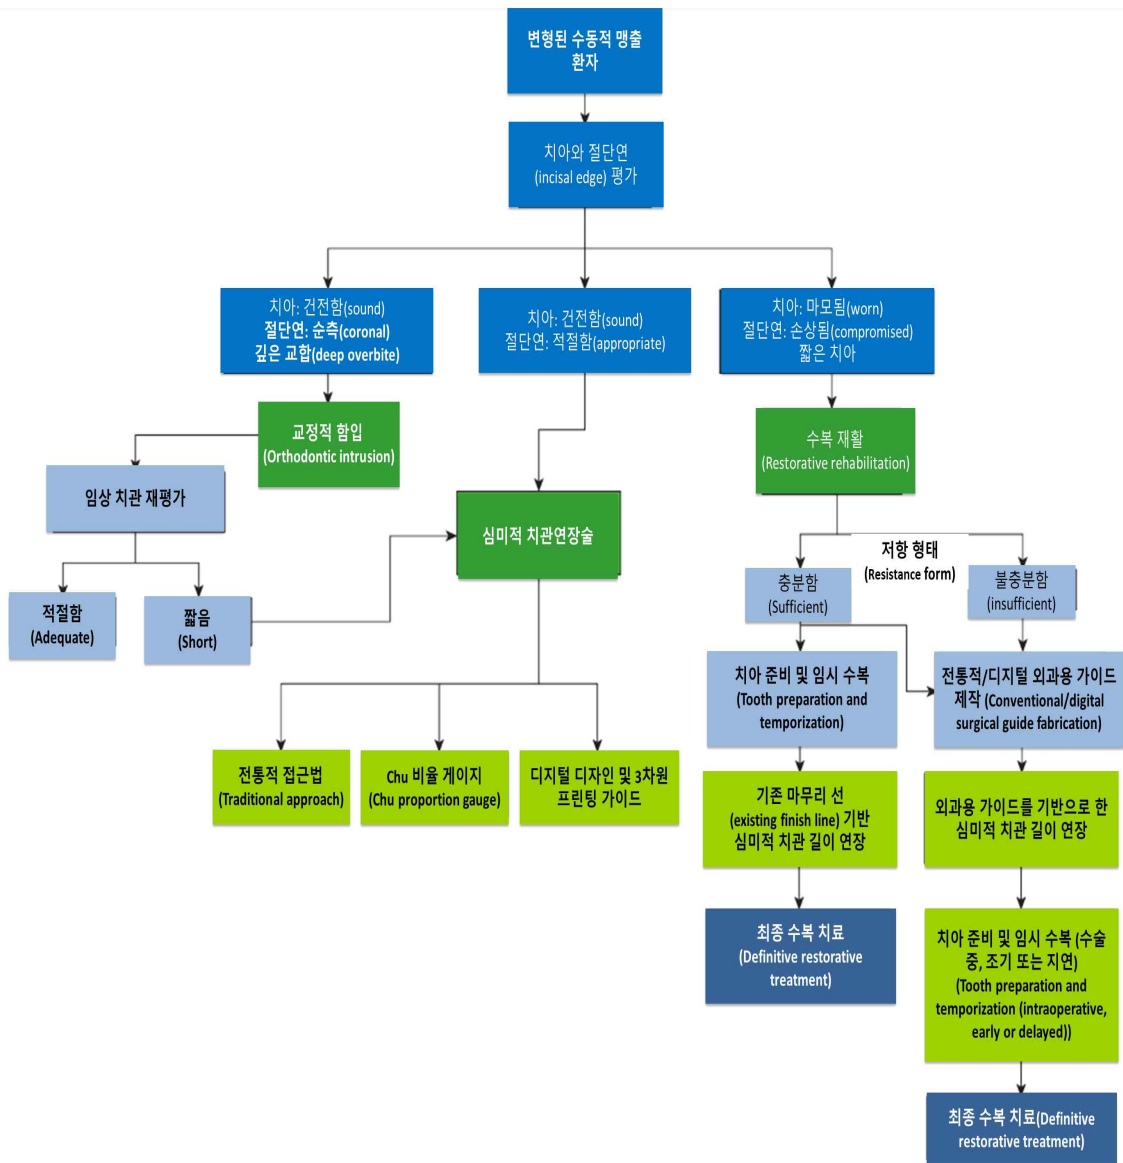 변형된 수동적 맹출
환자
치아와 절단연
(incisal edge) 평가
치아: 건전함(sound)
절단연: 순측(coronal)
깊은 교합(deep overbite)
치아: 건전함(sound)
절단연: 적절함(appropriate)
치아: 마모됨(worn)
절단연: 손상됨(compromised)
짧은 치아
교정적 함입
(Orthodontic intrusion)
수복 재활
(Restorative rehabilitation)
임상 치관 재평가
심미적 치관연장술
저항 형태
(Resistance form)
충분함
(Sufficient)
불충분함
(insufficient)
적절함
(Adequate)
짧음
(Short)
치아 준비 및 임시 수복
(Tooth preparation and
temporization)
전통적/디지털 외과용 가이드
제작 (Conventional/digital
surgical guide fabrication)
전통적 접근법
(Traditional approach)
Chu 비율 게이지
(Chu proportion gauge)
디지털 디자인 및 3차원
프린팅 가이드
기존 마무리 선
(existing finish line) 기반
심미적 치관 길이 연장
외과용 가이드를 기반으로 한
심미적 치관 길이 연장
최종 수복 치료
(Definitive restorative
treatment)
치아 준비 및 임시 수복 (수술
중, 조기 또는 지연)
(Tooth preparation and
temporization (intraoperative,
early or delayed))
최종 수복 치료(Definitive
restorative treatment)